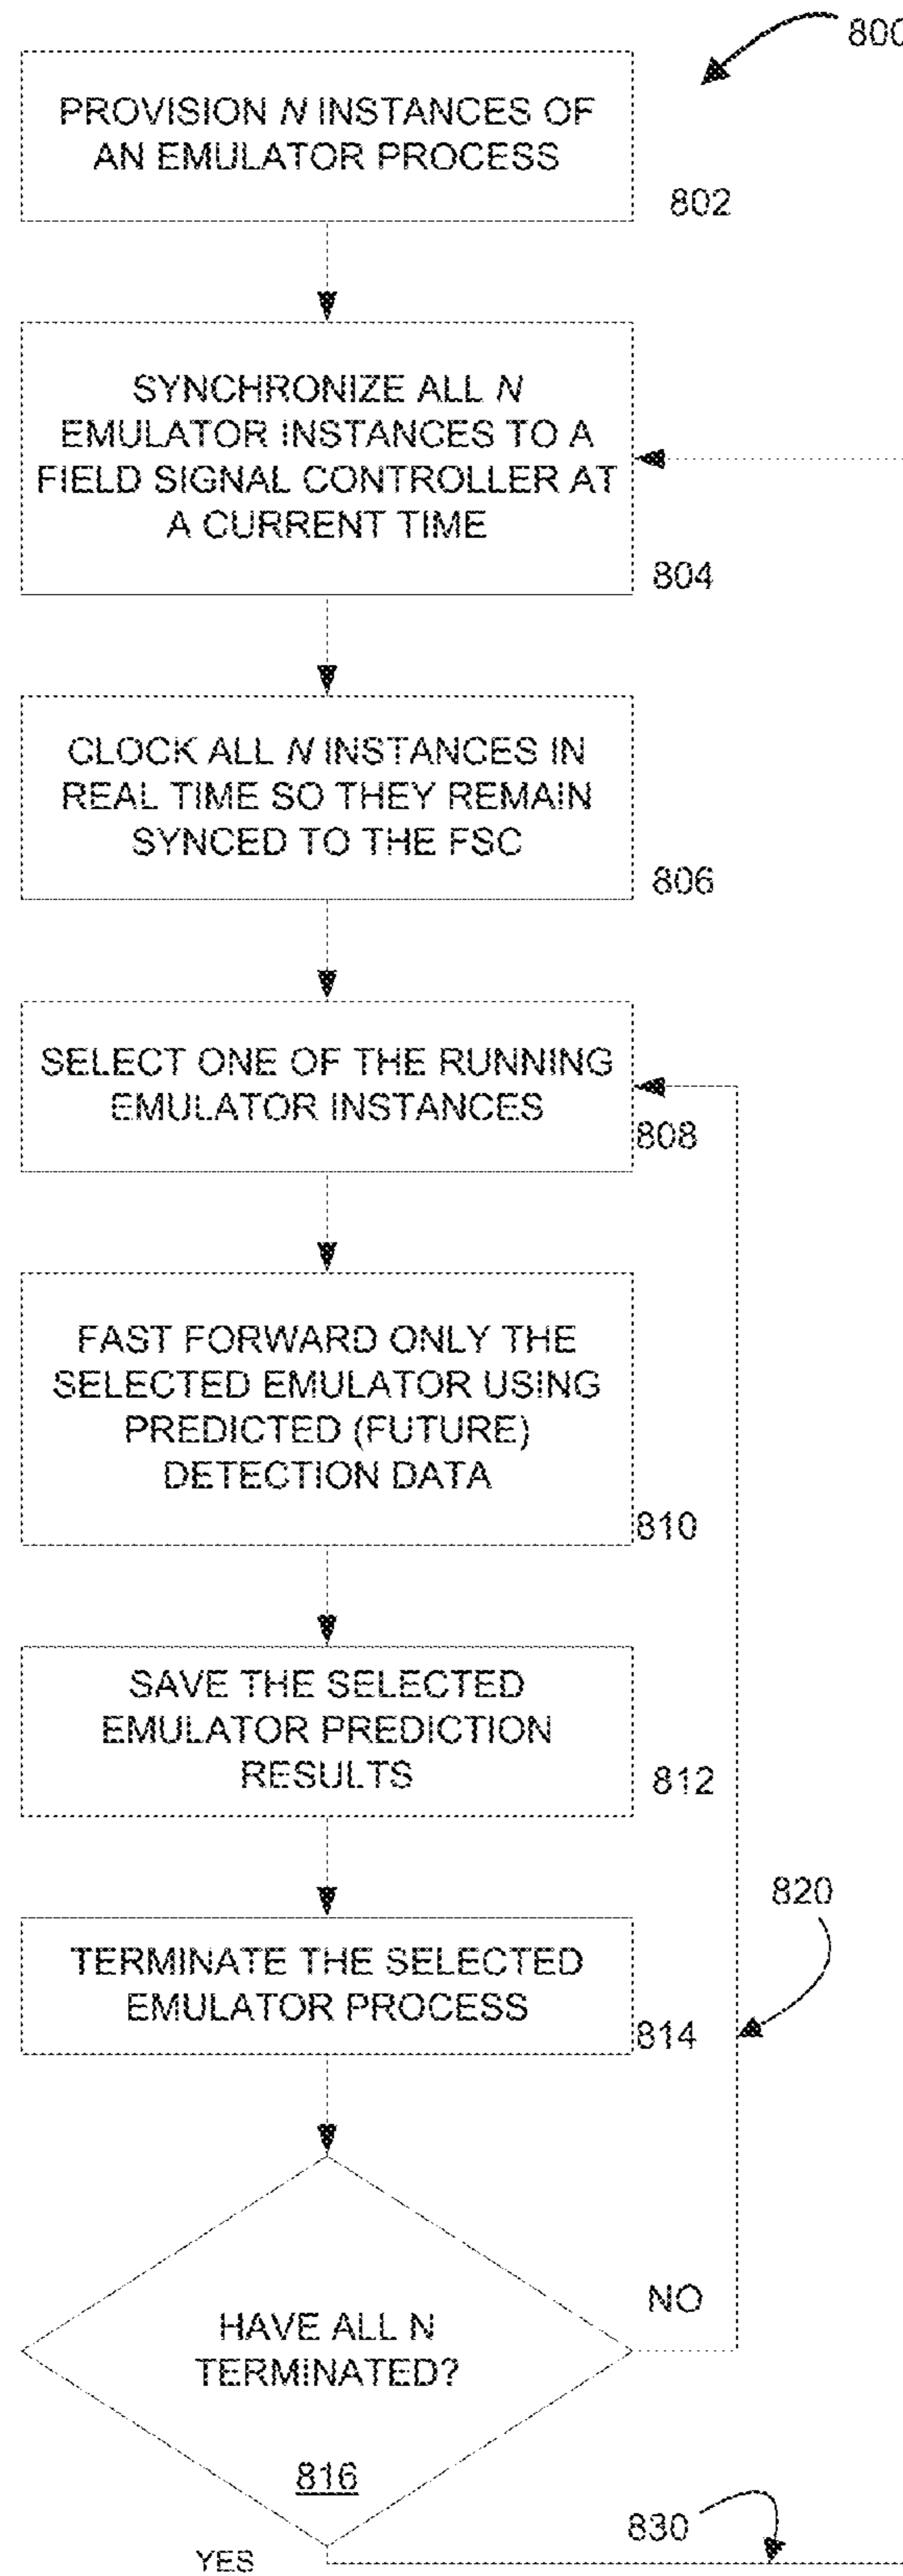 800
PROVISION N INSTANCES OF
AN EMULATOR PROCESS
802
SYNCHRONIZE ALL N
EMULATOR INSTANCES TO A
FIELD SIGNAL CONTROLLER AT
A CURRENT TIME
804
CLOCK ALL N INSTANCES IN
REAL TIME SO THEY REMAIN
SYNCED TO THE FSC
806
SELECT ONE OF THE RUNNING
EMULATOR INSTANCES
808
FAST FORWARD ONLY THE
SELECTED EMULATOR USING
PREDICTED (FUTURE)
DETECTION DATA
810
SAVE THE SELECTED
EMULATOR PREDICTION
RESULTS
812
820
TERMINATE THE SELECTED
EMULATOR PROCESS
814
NO
HAVE ALL N
TERMINATED?
816
830
YES